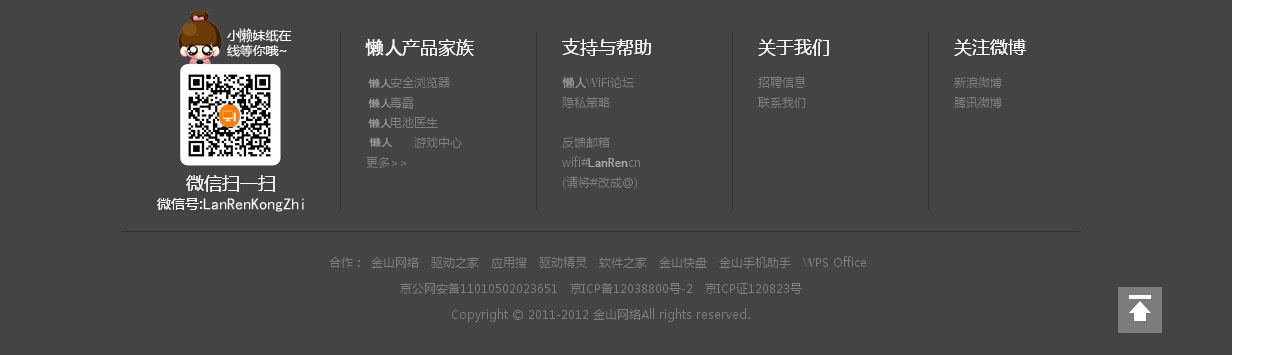 小懒妹纸在
线等你哦~
微信扫一扫
微信号:LanRenKongZhi
懒人产品家族
懒人安全浏览器
懒人毒霸
懒人电池医生
懒人 游戏中心
更多>>
支持与帮助
懒人WiFi论坛
隐私策略
反馈邮箱
wifi#LanRencn
(请将#改成@)
关于我们
招聘信息
联系我们
关注微博
新浪微博
腾讯微博
合作： 金山网络 驱动之家 应用搜 驱动精灵 软件之家 金山快盘 金山手机助手 WPS Office
京公网安备11010502023651 京ICP备12038800号-2 京ICP证120823号
Copyright © 2011-2012 金山网络All rights reserved.